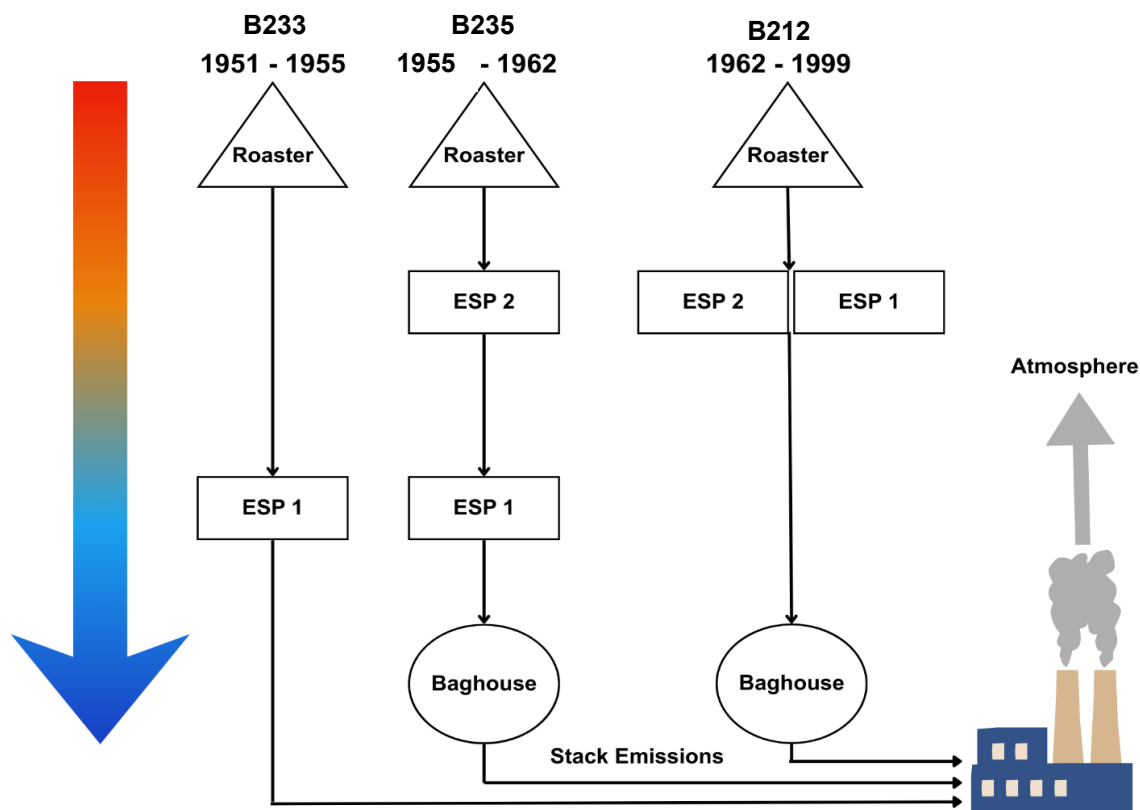 B233
1951 - 1955
B235
1955 - 1962
B212
1962 - 1999
Roaster
Roaster
Roaster
ESP 2
ESP 2
ESP 1
Atmosphere
ESP 1
ESP 1
Baghouse
Baghouse
Stack Emissions